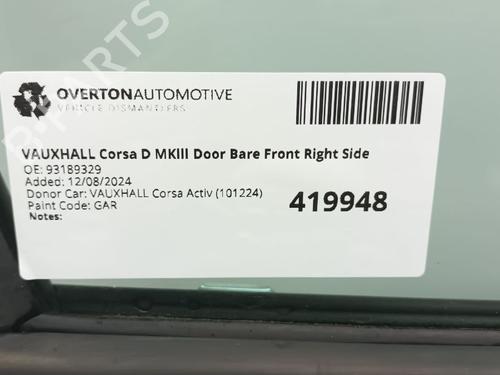 OVERTONAUTOMOTIVE
VEHICLE DISMANTLERS
VAUXHALL Corsa D MKIII Door Bare Front Right Side
OE: 93189329
Added: 12/08/2024
Donor Car: VAUXHALL Corsa Activ (101224)
Paint Code: GAR
Notes:
419948
B-PARTS